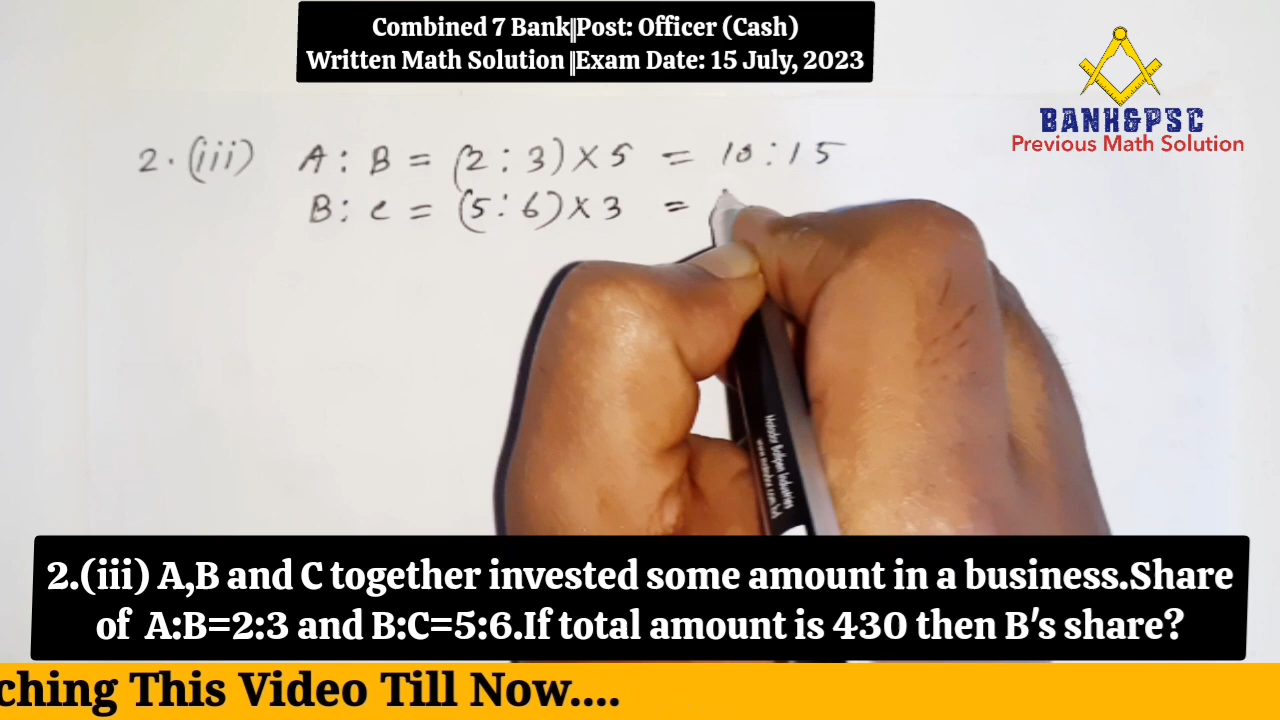 Combined 7 Bank||Post: Officer (Cash)
Written Math Solution ||Exam Date: 15 July, 2023
BANK&PSC
Previous Math Solution
2. (iii) A : B = (2 : 3) × 5 = 10 : 15
B : C = (5 : 6) × 3 =
Matador Ballpen Industries
2.(iii) A,B and C together invested some amount in a business.Share
of A:B=2:3 and B:C=5:6.If total amount is 430 then B's share?
ching This Video Till Now....